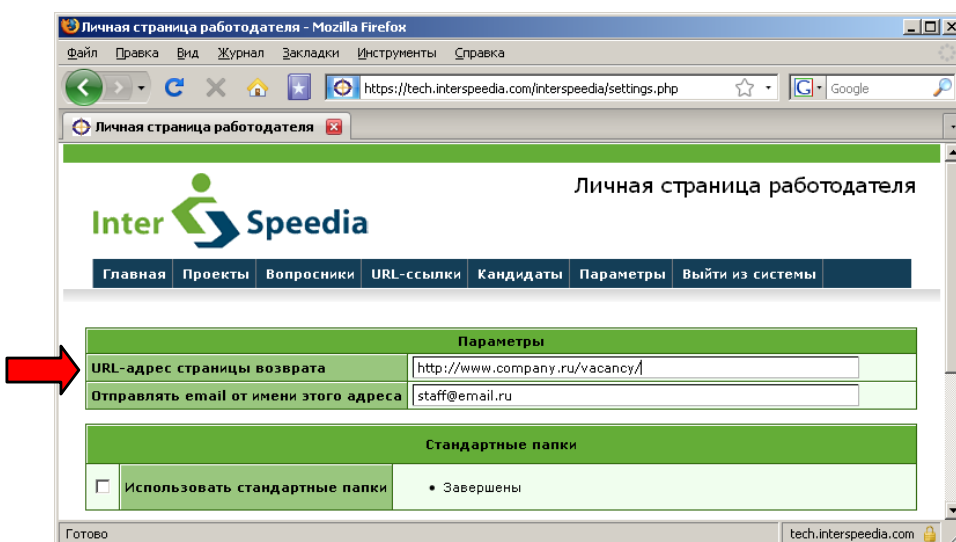 Личная страница работодателя - Mozilla Firefox
Файл Правка Вид Журнал Закладки Инструменты Справка
https://tech.interspeedia.com/interspeedia/settings.php G Google
Личная страница работодателя
Личная страница работодателя
Inter Speedia
Главная Проекты Вопросники URL-ссылки Кандидаты Параметры Выйти из системы
Параметры
URL-адрес страницы возврата http://www.company.ru/vacancy/
Отправлять email от имени этого адреса staff@email.ru
Стандартные папки
Использовать стандартные папки • Завершены
Готово tech.interspeedia.com